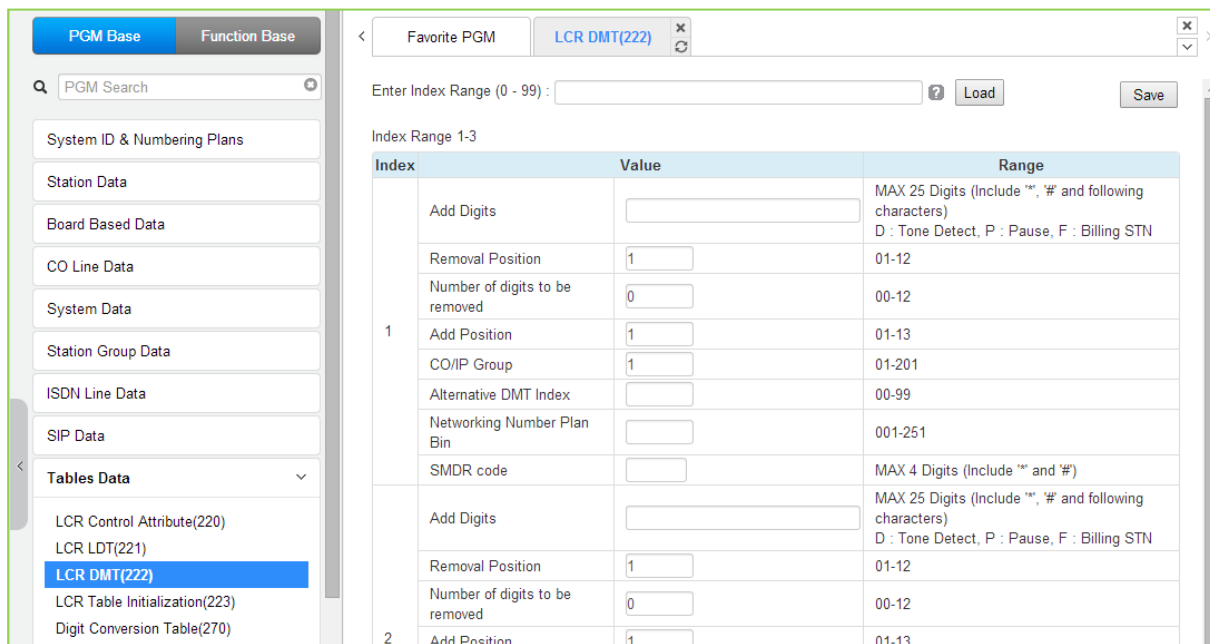 PGM Base
Function Base
PGM Search
System ID & Numbering Plans
Station Data
Board Based Data
CO Line Data
System Data
Station Group Data
ISDN Line Data
SIP Data
Tables Data
LCR Control Attribute(220)
LCR LDT(221)
LCR DMT(222)
LCR Table Initialization(223)
Digit Conversion Table(270)
Favorite PGM
LCR DMT(222)
Enter Index Range (0 - 99) :
Load
Save
Index Range 1-3
Index Value Range
1
Add Digits
MAX 25 Digits (Include '*', '#' and following
characters)
D : Tone Detect, P : Pause, F : Billing STN
Removal Position 1 01-12
Number of digits to be
removed
0 00-12
Add Position 1 01-13
CO/IP Group 1 01-201
Alternative DMT Index 00-99
Networking Number Plan
Bin
001-251
SMDR code MAX 4 Digits (Include '*' and '#')
2
Add Digits
MAX 25 Digits (Include '*', '#' and following
characters)
D : Tone Detect, P : Pause, F : Billing STN
Removal Position 1 01-12
Number of digits to be
removed
0 00-12
Add Position 1 01-13